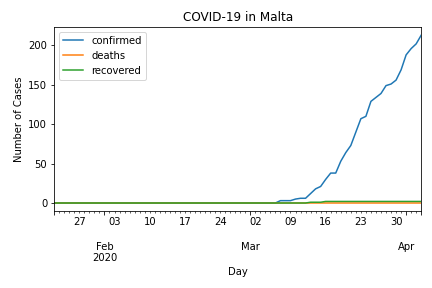 COVID-19 in Malta
confirmed
deaths
recovered
Number of Cases
200
150
100
50
0
27 03 10 17 24 02 09 16 23 30
Feb Mar Apr
2020
Day